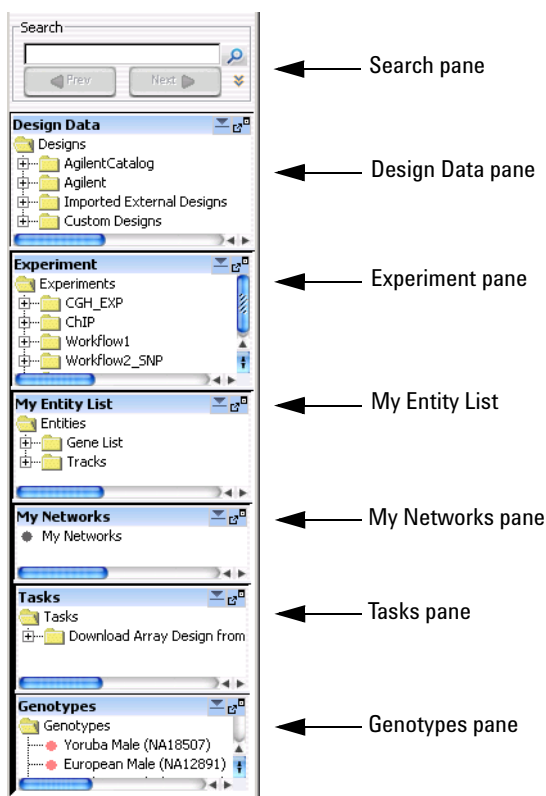 Search
Prev Next
Search pane
Design Data
Designs
AgilentCatalog
Agilent
Imported External Designs
Custom Designs
Design Data pane
Experiment
Experiments
CGH_EXP
ChIP
Workflow1
Workflow2_SNP
Experiment pane
My Entity List
Entities
Gene List
Tracks
My Entity List
My Networks
My Networks
My Networks pane
Tasks
Tasks
Download Array Design from
Tasks pane
Genotypes
Genotypes
Yoruba Male (NA18507)
European Male (NA12891)
Genotypes pane